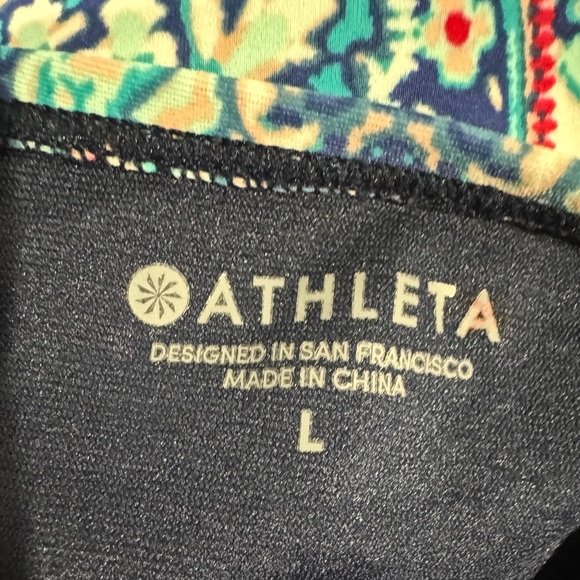 ATHLETA
DESIGNED IN SAN FRANCISCO
MADE IN CHINA
L